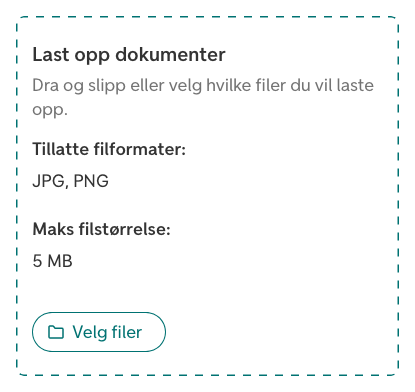 Last opp dokumenter
Dra og slipp eller velg hvilke filer du vil laste
opp.
Tillatte filformater:
JPG, PNG
Maks filstørrelse:
5 MB
Velg filer